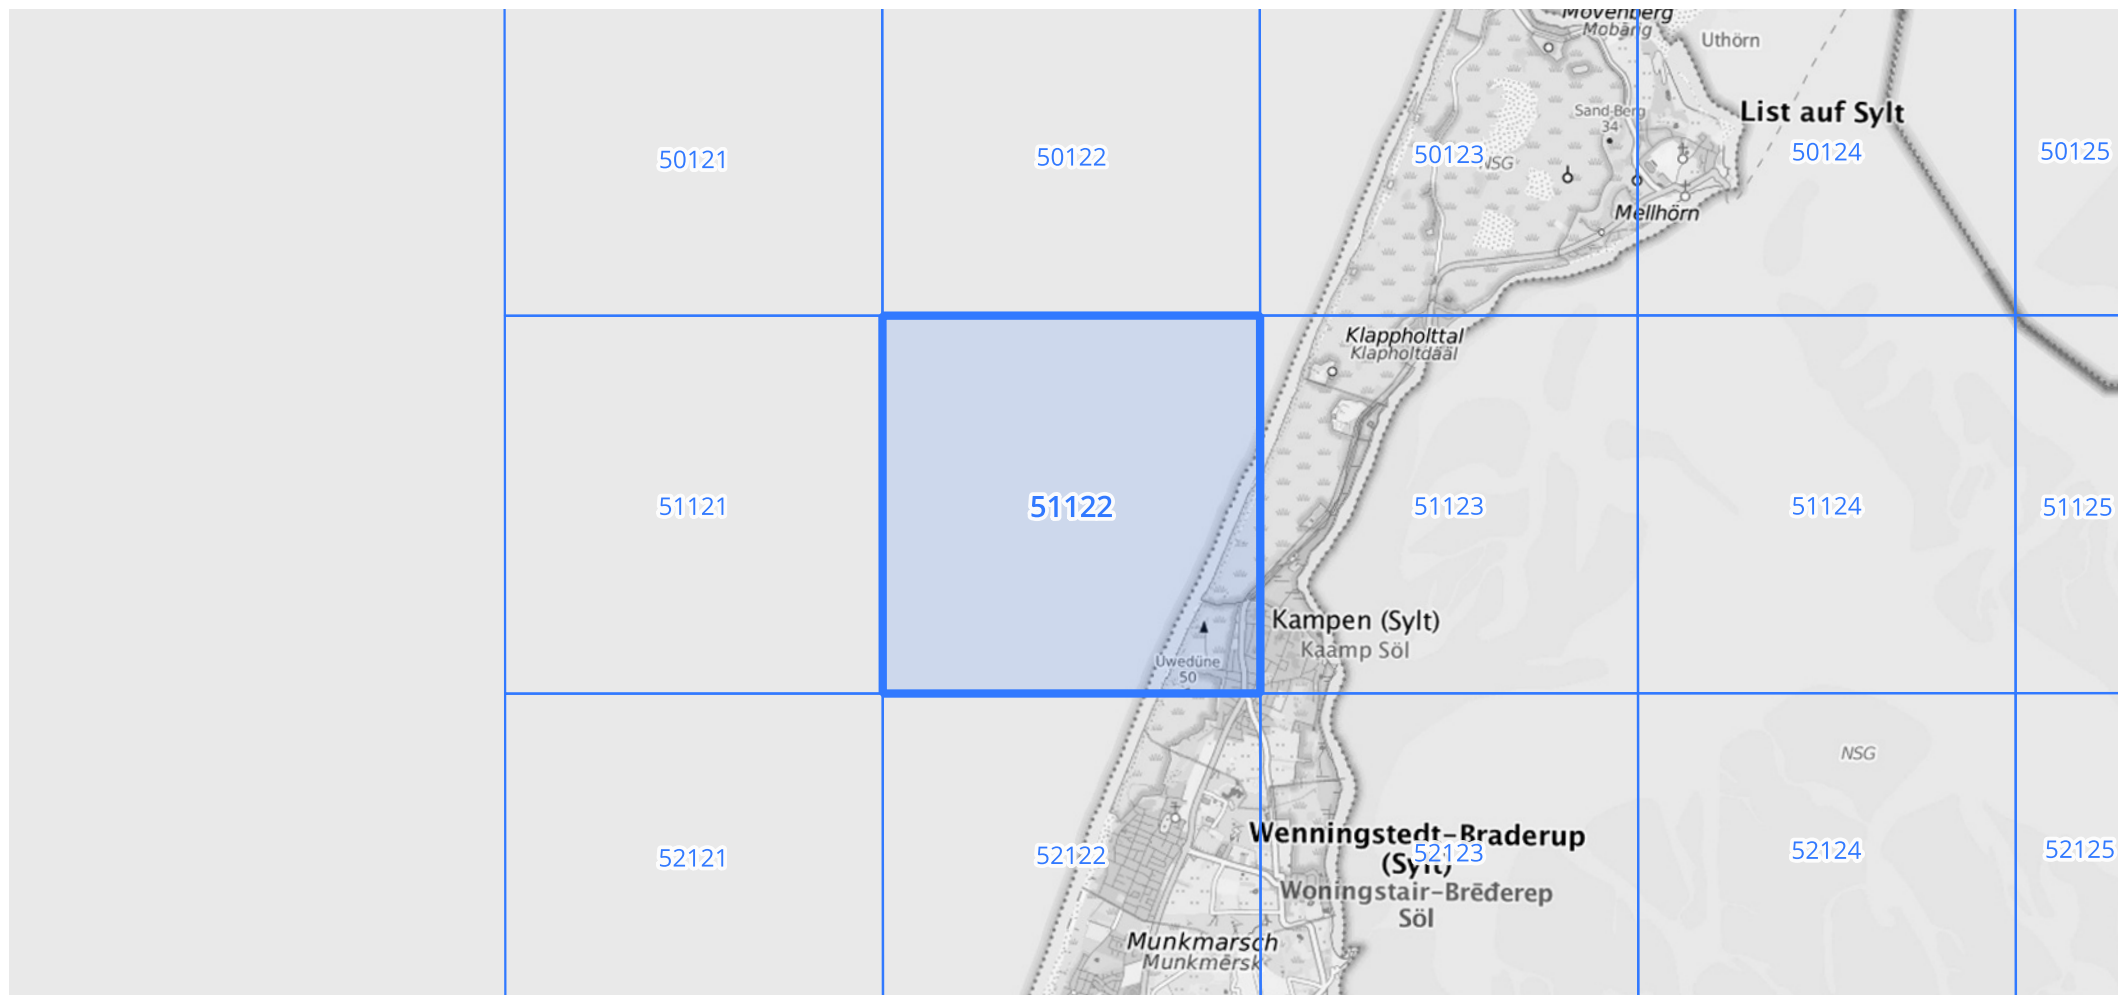 Mövenberg
Mobärig
Uthörn
List auf Sylt
Sand-Berg
34
50121
50122
50123
NSG
50124
50125
Mellhörn
Klappholttal
Klapholtdääl
51121
51122
51123
51124
51125
Kampen (Sylt)
Kaamp Söl
Uwedüne
50
NSG
Wenningstedt-Braderup
(Sylt)
52121
52122
52123
52124
52125
Woningstair-Brēđerep
Söl
Munkmarsch
Munkmērsk